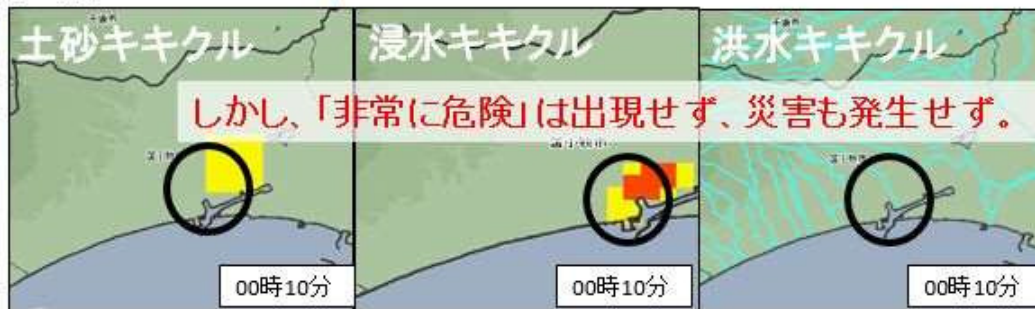 土砂キキクル
浸水キキクル
洪水キキクル
しかし、「非常に危険」は出現せず、災害も発生せず。
00時10分
00時10分
00時10分